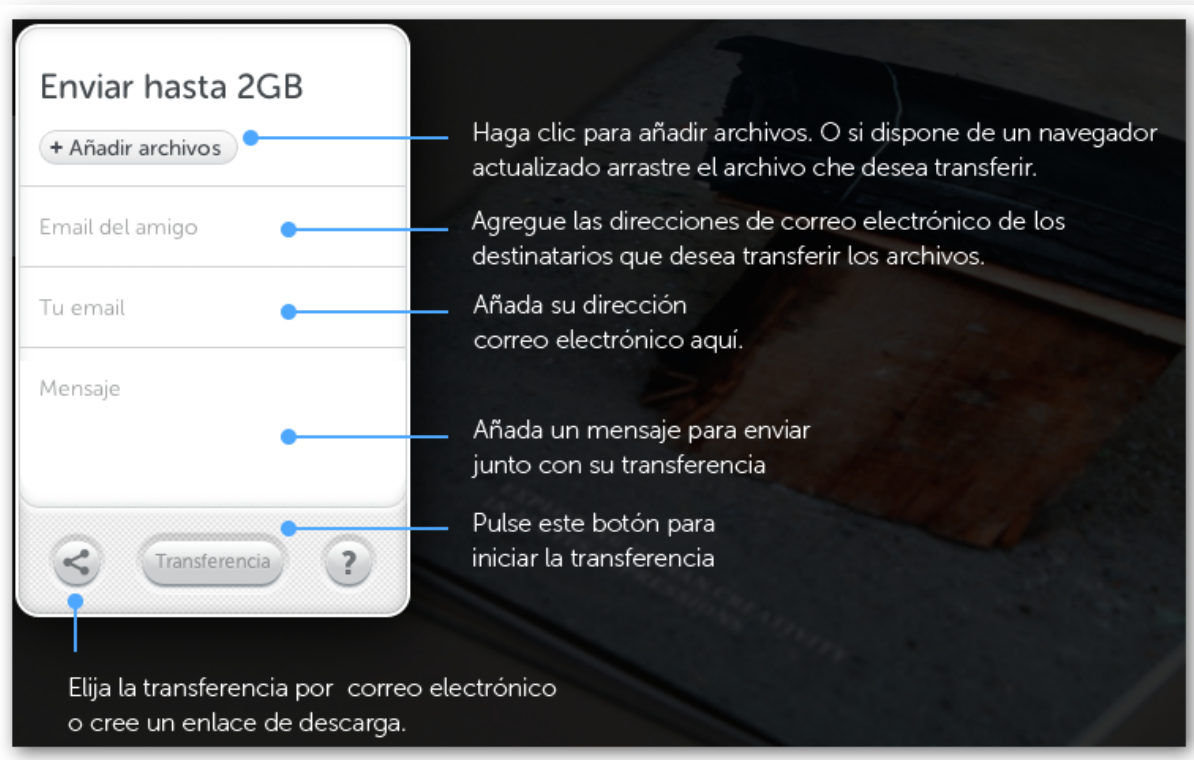 Enviar hasta 2GB
+ Añadir archivos
Haga clic para añadir archivos. O si dispone de un navegador
actualizado arrastre el archivo che desea transferir.
Email del amigo
Agregue las direcciones de correo electrónico de los
destinatarios que desea transferir los archivos.
Tu email
Añada su dirección
correo electrónico aquí.
Mensaje
Añada un mensaje para enviar
junto con su transferencia
Pulse este botón para
iniciar la transferencia
Transferencia
?
Elija la transferencia por correo electrónico
o cree un enlace de descarga.